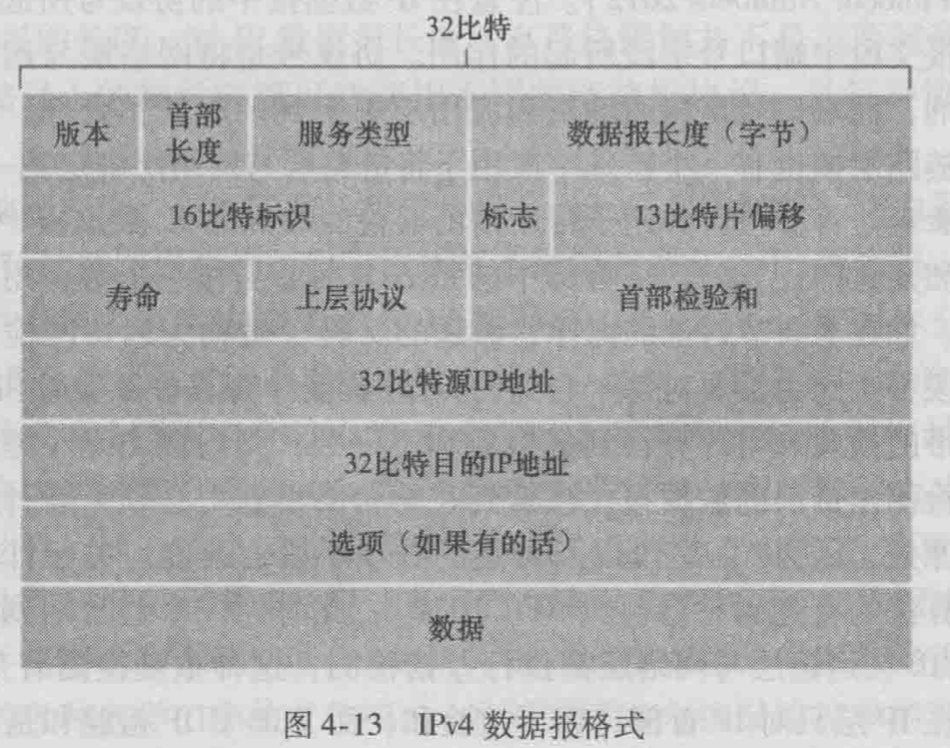 32比特
版本
首部
长度
服务类型
数据报长度（字节）
16比特标识
标志
13比特片偏移
寿命
上层协议
首部检验和
32比特源IP地址
32比特目的IP地址
选项（如果有的话）
数据
图 4-13 IPv4 数据报格式